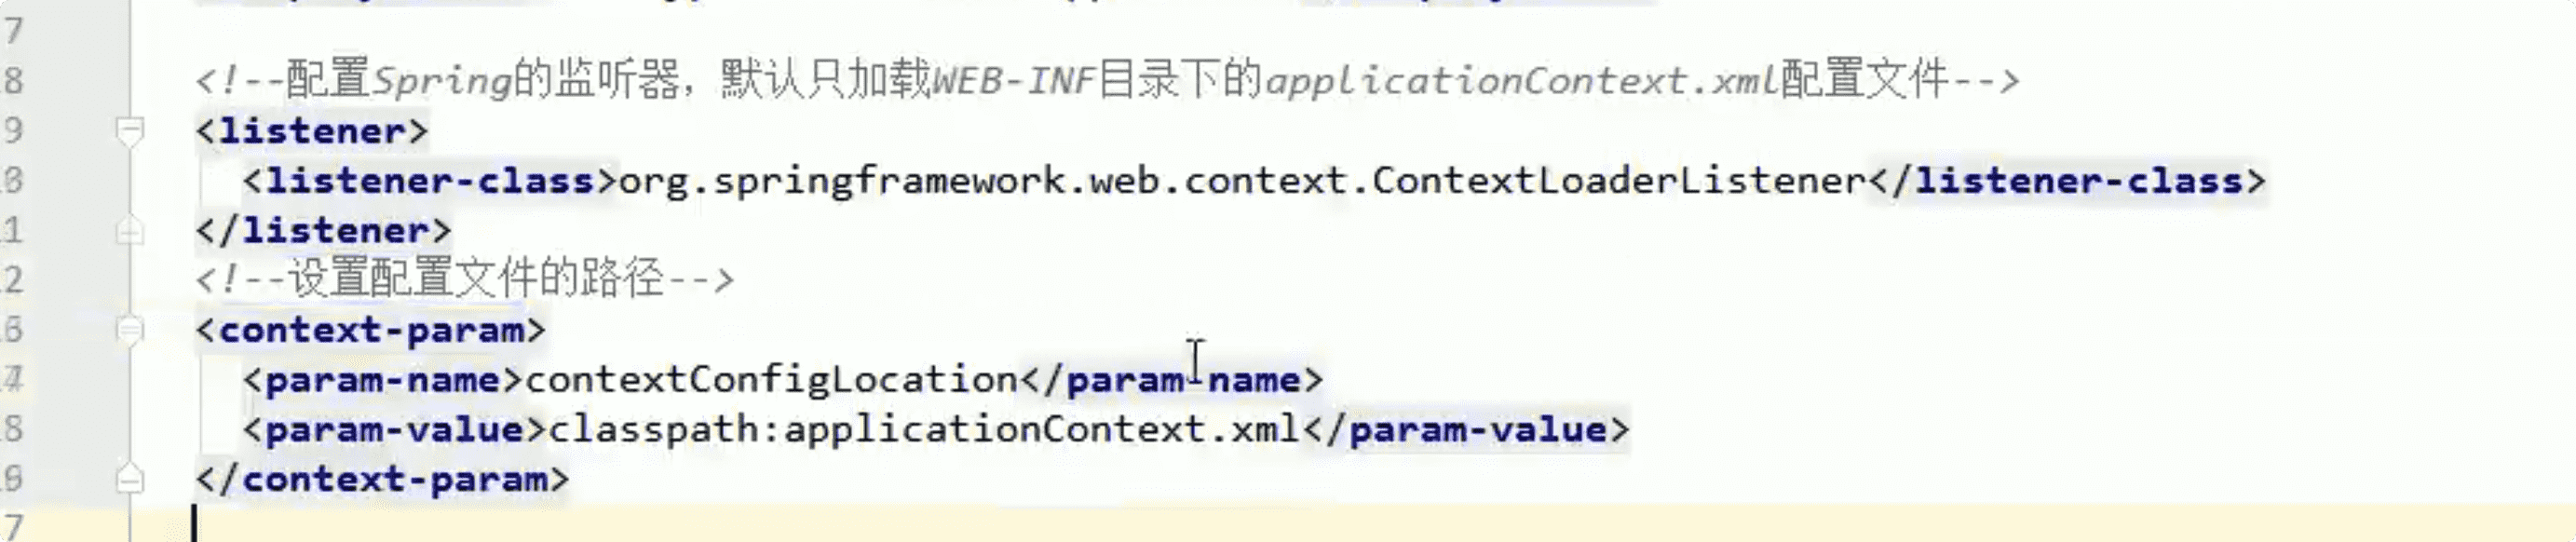 7
8 <!--配置Spring的监听器，默认只加载WEB-INF目录下的applicationContext.xml配置文件-->
9 <listener>
<listener-class>org.springframework.web.context.ContextLoaderListener</listener-class>
1 </listener>
2 <!--设置配置文件的路径-->
<context-param>
<param-name>contextConfigLocation</param-name>
8 <param-value>classpath:applicationContext.xml</param-value>
</context-param>
7